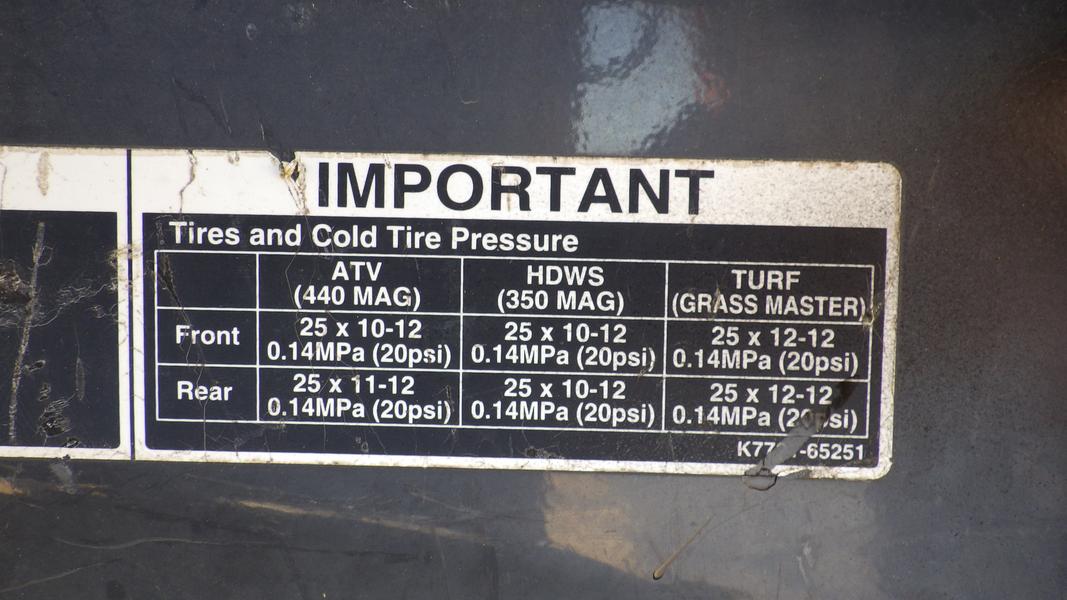 IMPORTANT
Tires and Cold Tire Pressure
ATV
(440 MAG)
HDWS
(350 MAG)
TURF
(GRASS MASTER)
Front
25 x 10-12
0.14MPa (20psi)
25 x 10-12
0.14MPa (20psi)
25 x 12-12
0.14MPa (20psi)
Rear
25 x 11-12
0.14MPa (20psi)
25 x 10-12
0.14MPa (20psi)
25 x 12-12
0.14MPa (20psi)